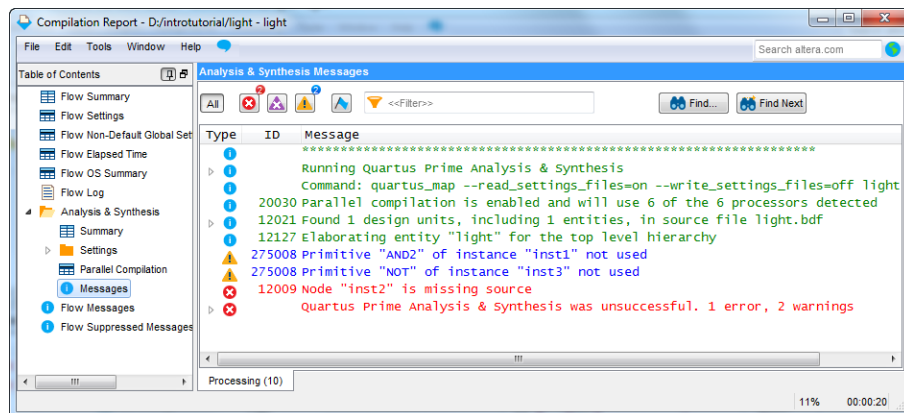 Compilation Report - D:/introtutorial/light - light
File Edit Tools Window Help
Search altera.com
Table of Contents
Flow Summary
Flow Settings
Flow Non-Default Global Set
Flow Elapsed Time
Flow OS Summary
Flow Log
Analysis & Synthesis
Summary
Settings
Parallel Compilation
Messages
Flow Messages
Flow Suppressed Messages
Analysis & Synthesis Messages
All 2 2 <<Filter>> Find... Find Next
Type ID Message
*******************************************************************
Running Quartus Prime Analysis & Synthesis
Command: quartus_map --read_settings_files=on --write_settings_files=off light
20030 Parallel compilation is enabled and will use 6 of the 6 processors detected
12021 Found 1 design units, including 1 entities, in source file light.bdf
12127 Elaborating entity "light" for the top level hierarchy
275008 Primitive "AND2" of instance "inst1" not used
275008 Primitive "NOT" of instance "inst3" not used
12009 Node "inst2" is missing source
Quartus Prime Analysis & Synthesis was unsuccessful. 1 error, 2 warnings
Processing (10)
11% 00:00:20